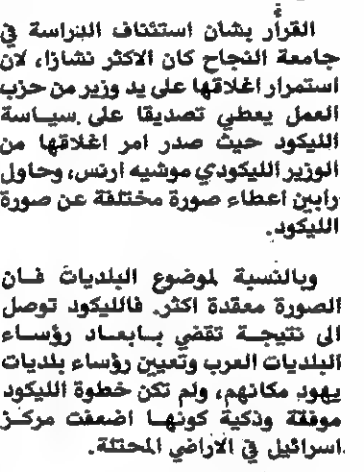 القرار بشان استئناف الدراسة في
جامعة النجاح كان الاكثر نشازا، لان
استمرار اغلاقها على يد وزير من حزب
العمل يعطي تصديقا على سياسة
الليكود حيث صدر امر اغلاقها من
الوزير الليكودي موشيه ارنس، وحاول
رابين اعطاء صورة مختلفة عن صورة
الليكود.
وبالنسبة لموضوع البلديات فان
الصورة معقدة اكثر. فالليكود توصل
الى نتيجة تقضي بابعاد رؤساء
البلديات العرب وتعيين رؤساء بلديات
يهود مكانهم، ولم تكن خطوة الليكود
موفقة وذكية كونها اضعفت مركز
اسرائيل في الاراضي المحتلة.